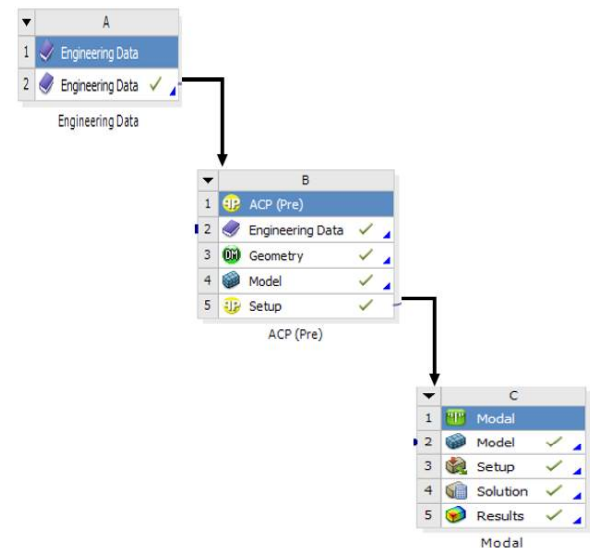 A
1 Engineering Data
2 Engineering Data
Engineering Data
B
1 ACP (Pre)
2 Engineering Data
3 Geometry
4 Model
5 Setup
ACP (Pre)
C
1 Modal
2 Model
3 Setup
4 Solution
5 Results
Modal